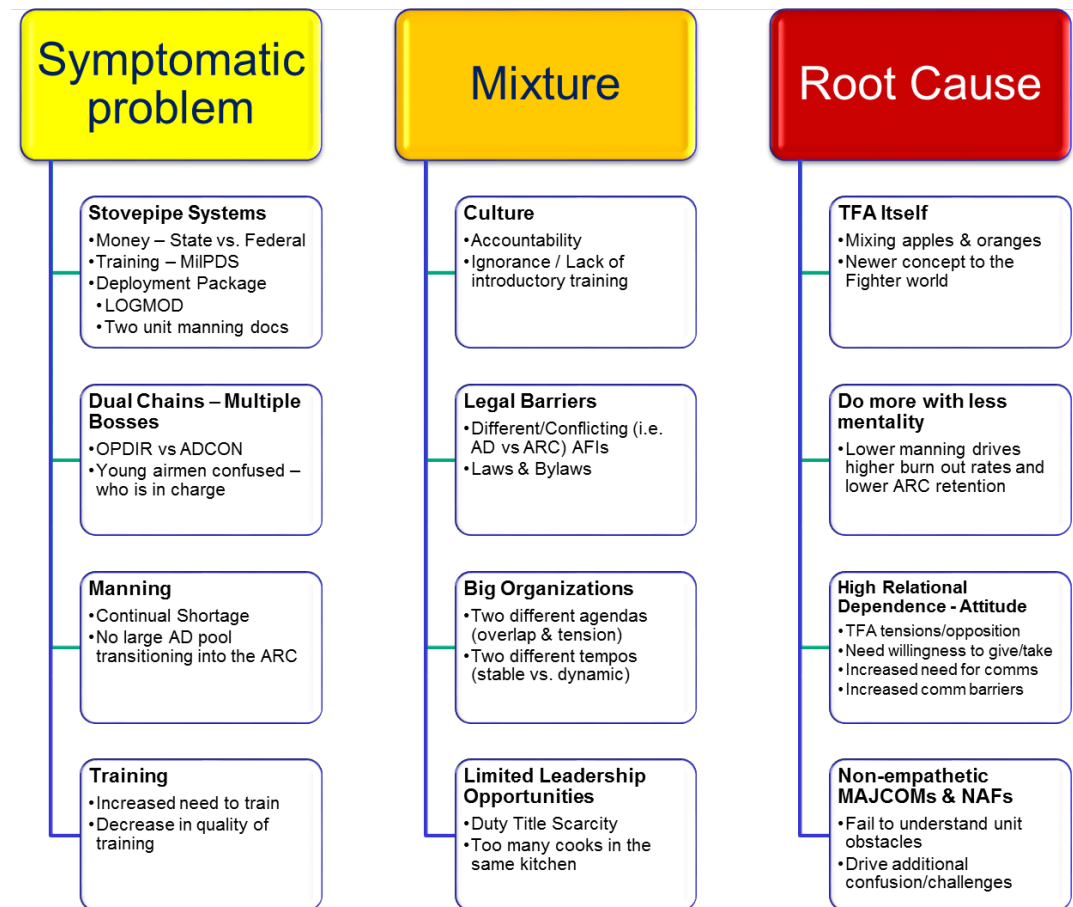 Symptomatic
problem
Stovepipe Systems
•Money – State vs. Federal
•Training – MilPDS
•Deployment Package
•LOGMOD
•Two unit manning docs
Dual Chains – Multiple
Bosses
•OPDIR vs ADCON
•Young airmen confused –
who is in charge
Manning
•Continual Shortage
•No large AD pool
transitioning into the ARC
Training
•Increased need to train
•Decrease in quality of
training
Mixture
Culture
•Accountability
•Ignorance / Lack of
introductory training
Legal Barriers
•Different/Conflicting (i.e.
AD vs ARC) AFIs
•Laws & Bylaws
Big Organizations
•Two different agendas
(overlap & tension)
•Two different tempos
(stable vs. dynamic)
Limited Leadership
Opportunities
•Duty Title Scarcity
•Too many cooks in the
same kitchen
Root Cause
TFA Itself
•Mixing apples & oranges
•Newer concept to the
Fighter world
Do more with less
mentality
•Lower manning drives
higher burn out rates and
lower ARC retention
High Relational
Dependence - Attitude
•TFA tensions/opposition
•Need willingness to give/take
•Increased need for comms
•Increased comm barriers
Non-empathetic
MAJCOMs & NAFs
•Fail to understand unit
obstacles
•Drive additional
confusion/challenges